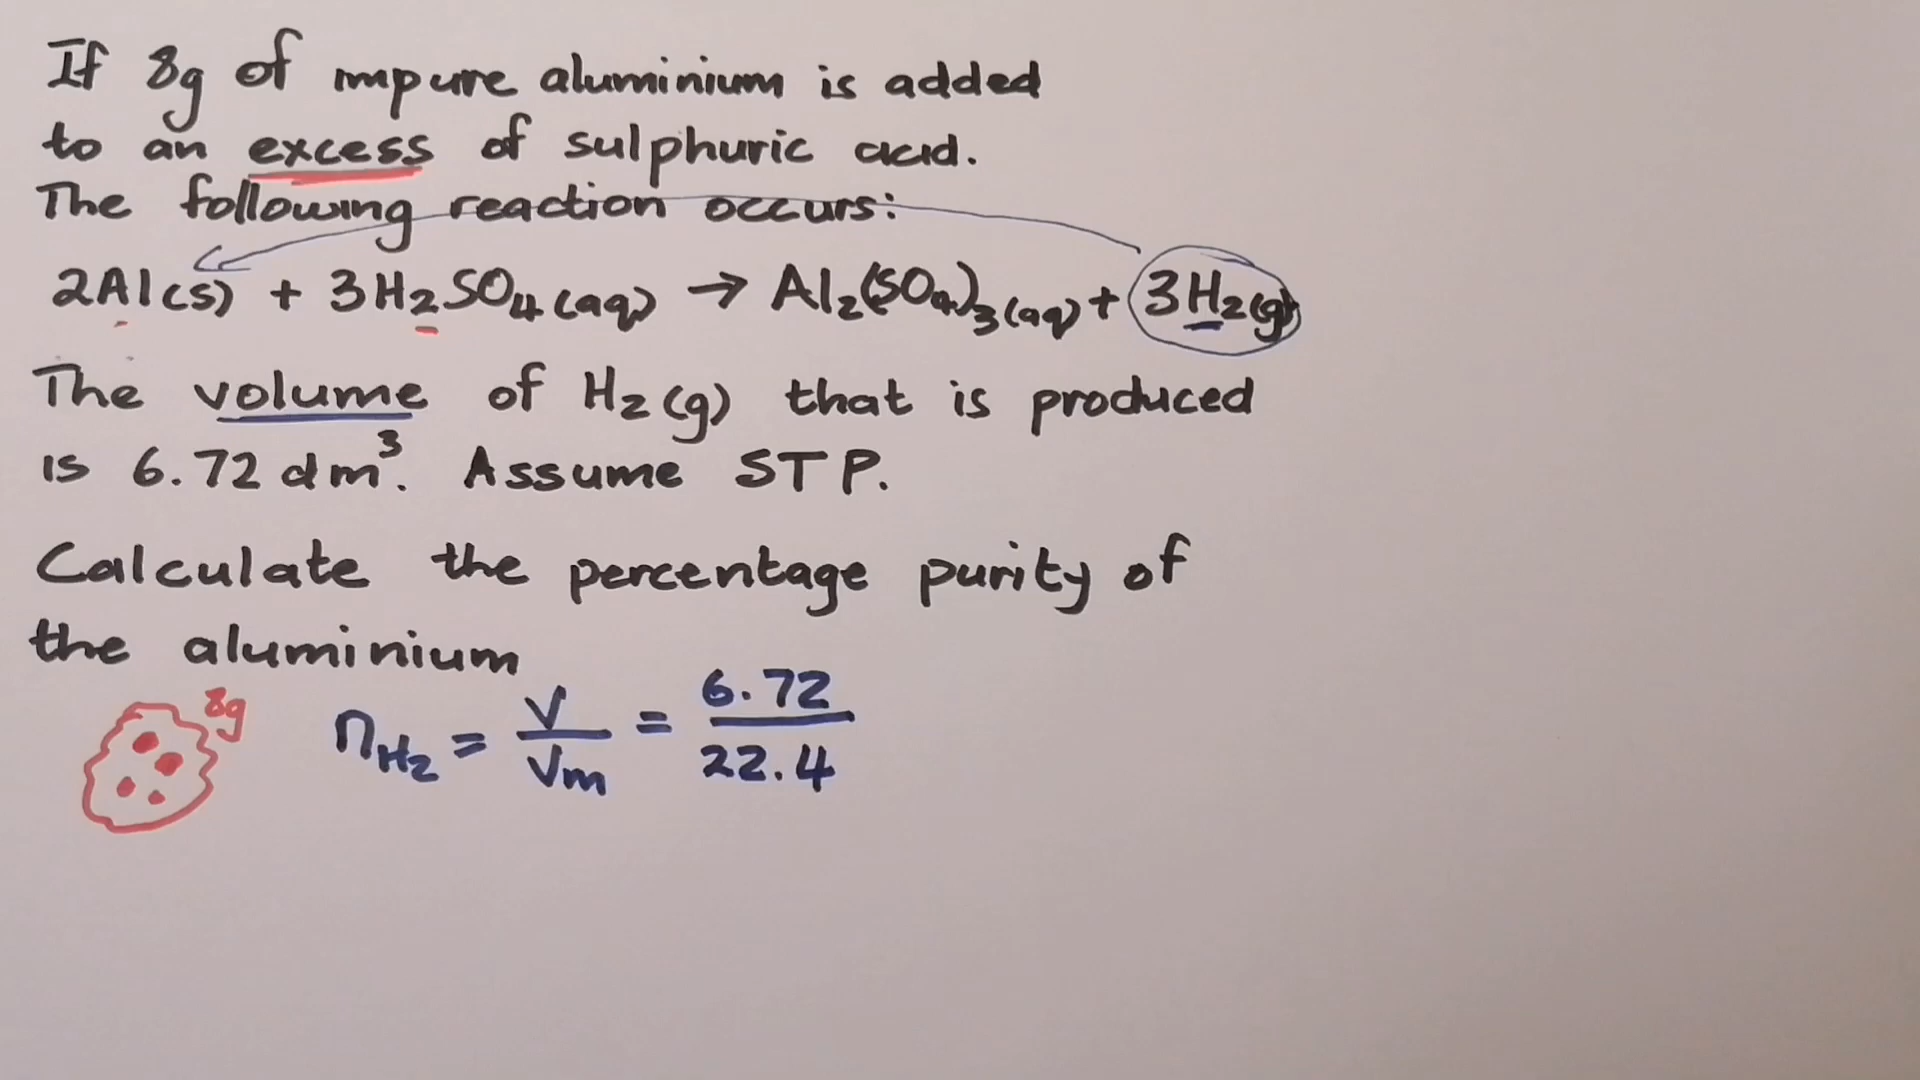 If 8g of impure aluminium is added
to an excess of sulphuric acid.
The following reaction occurs:
2Al(s) + 3H₂SO₄(aq) → Al₂(SO₄)₃(aq) + 3H₂(g)
The volume of H₂(g) that is produced
is 6.72 dm³. Assume STP.
Calculate the percentage purity of
the aluminium
8g
n_H₂ = V/Vm = 6.72/22.4